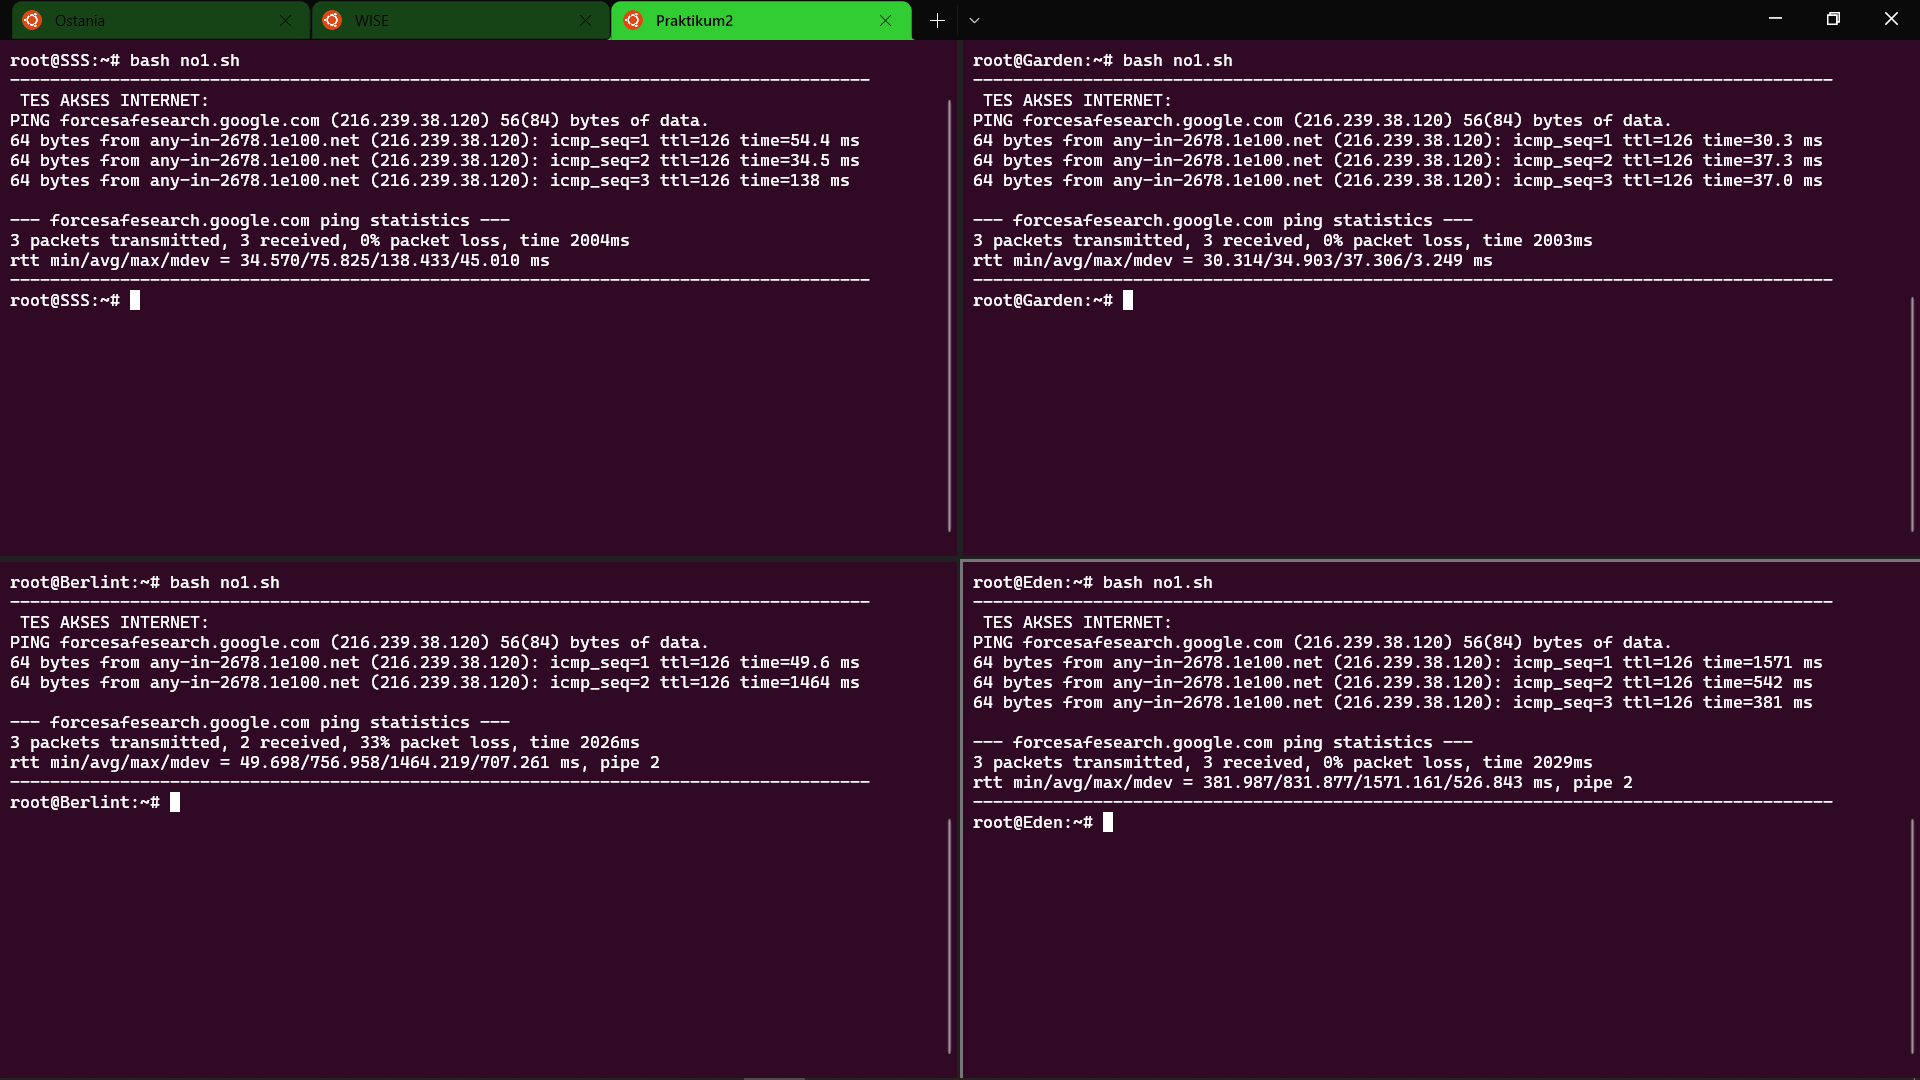 Ostania
WISE
Praktikum2
root@SSS:~# bash no1.sh
--------------------------------------------------------------------------------------
 TES AKSES INTERNET:
PING forcesafesearch.google.com (216.239.38.120) 56(84) bytes of data.
64 bytes from any-in-2678.1e100.net (216.239.38.120): icmp_seq=1 ttl=126 time=54.4 ms
64 bytes from any-in-2678.1e100.net (216.239.38.120): icmp_seq=2 ttl=126 time=34.5 ms
64 bytes from any-in-2678.1e100.net (216.239.38.120): icmp_seq=3 ttl=126 time=138 ms

--- forcesafesearch.google.com ping statistics ---
3 packets transmitted, 3 received, 0% packet loss, time 2004ms
rtt min/avg/max/mdev = 34.570/75.825/138.433/45.010 ms
--------------------------------------------------------------------------------------
root@SSS:~#
root@Garden:~# bash no1.sh
--------------------------------------------------------------------------------------
 TES AKSES INTERNET:
PING forcesafesearch.google.com (216.239.38.120) 56(84) bytes of data.
64 bytes from any-in-2678.1e100.net (216.239.38.120): icmp_seq=1 ttl=126 time=30.3 ms
64 bytes from any-in-2678.1e100.net (216.239.38.120): icmp_seq=2 ttl=126 time=37.3 ms
64 bytes from any-in-2678.1e100.net (216.239.38.120): icmp_seq=3 ttl=126 time=37.0 ms

--- forcesafesearch.google.com ping statistics ---
3 packets transmitted, 3 received, 0% packet loss, time 2003ms
rtt min/avg/max/mdev = 30.314/34.903/37.306/3.249 ms
--------------------------------------------------------------------------------------
root@Garden:~#
root@Berlint:~# bash no1.sh
--------------------------------------------------------------------------------------
 TES AKSES INTERNET:
PING forcesafesearch.google.com (216.239.38.120) 56(84) bytes of data.
64 bytes from any-in-2678.1e100.net (216.239.38.120): icmp_seq=1 ttl=126 time=49.6 ms
64 bytes from any-in-2678.1e100.net (216.239.38.120): icmp_seq=2 ttl=126 time=1464 ms

--- forcesafesearch.google.com ping statistics ---
3 packets transmitted, 2 received, 33% packet loss, time 2026ms
rtt min/avg/max/mdev = 49.698/756.958/1464.219/707.261 ms, pipe 2
--------------------------------------------------------------------------------------
root@Berlint:~#
root@Eden:~# bash no1.sh
--------------------------------------------------------------------------------------
 TES AKSES INTERNET:
PING forcesafesearch.google.com (216.239.38.120) 56(84) bytes of data.
64 bytes from any-in-2678.1e100.net (216.239.38.120): icmp_seq=1 ttl=126 time=1571 ms
64 bytes from any-in-2678.1e100.net (216.239.38.120): icmp_seq=2 ttl=126 time=542 ms
64 bytes from any-in-2678.1e100.net (216.239.38.120): icmp_seq=3 ttl=126 time=381 ms

--- forcesafesearch.google.com ping statistics ---
3 packets transmitted, 3 received, 0% packet loss, time 2029ms
rtt min/avg/max/mdev = 381.987/831.877/1571.161/526.843 ms, pipe 2
--------------------------------------------------------------------------------------
root@Eden:~#